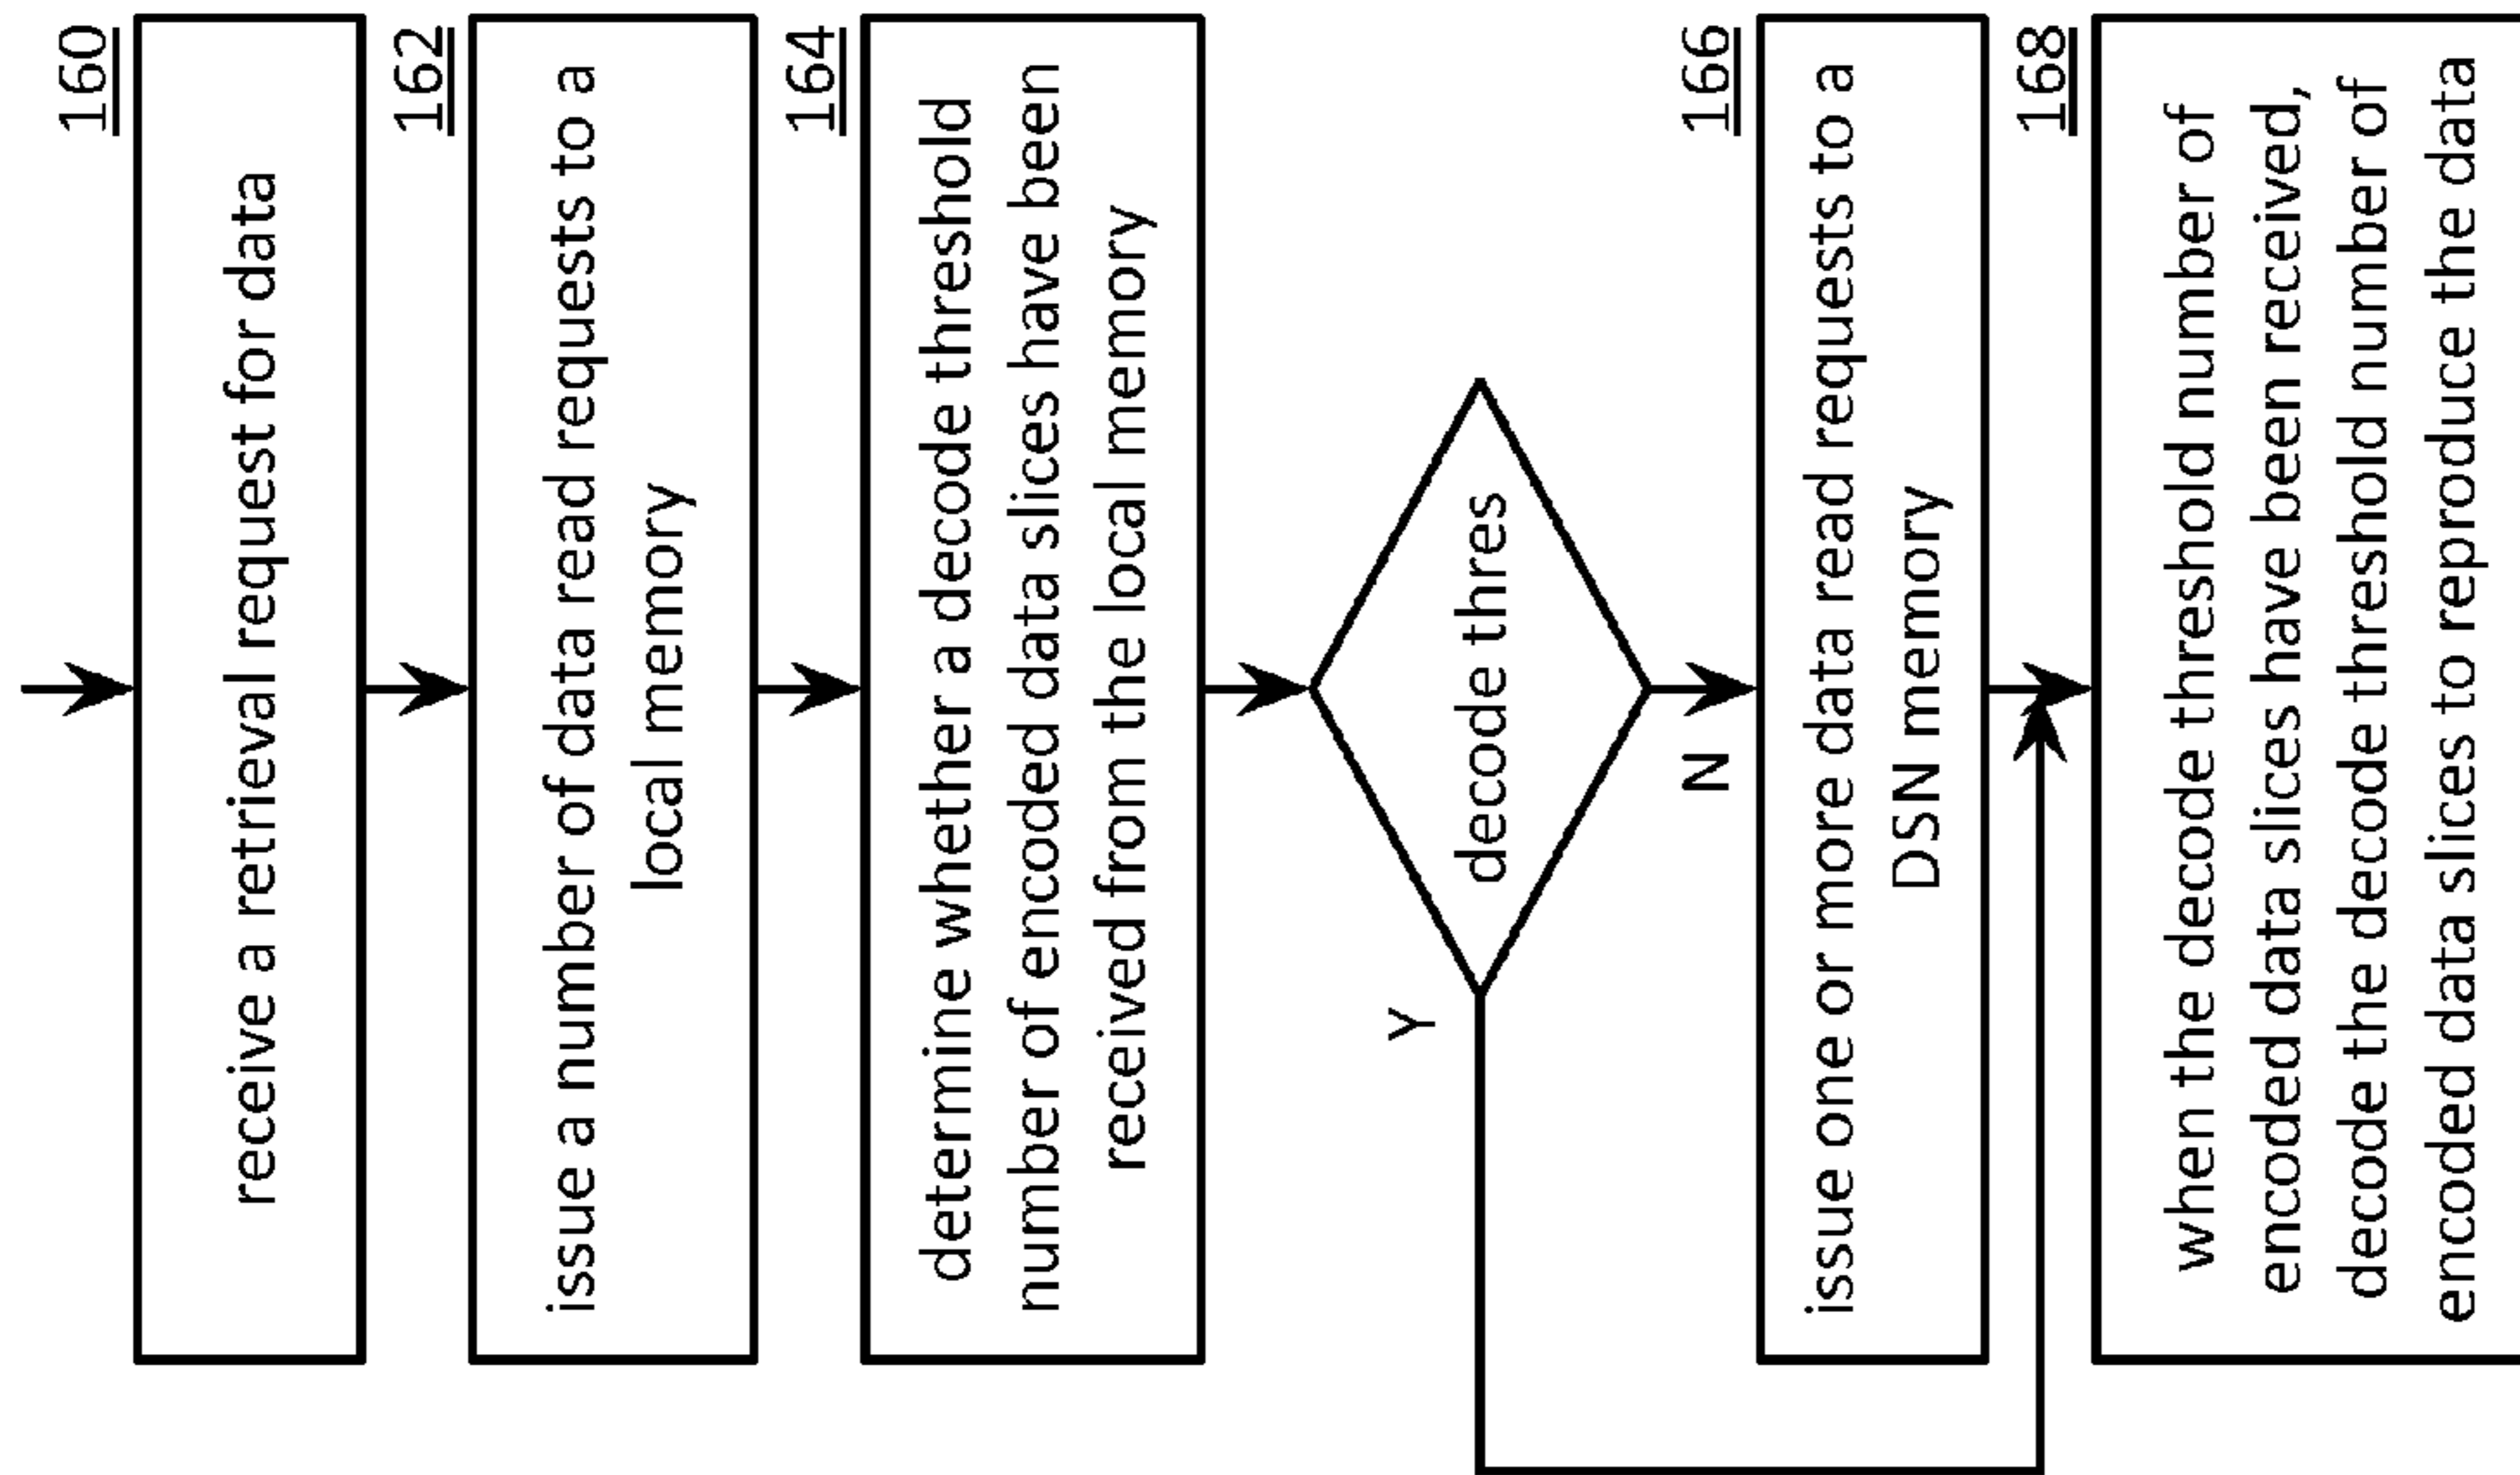 160
receive a retrieval request for data
162
issue a number of data read requests to a
local memory
164
determine whether a decode threshold
number of encoded data slices have been
received from the local memory
Y
decode thres
N
166
issue one or more data read requests to a
DSN memory
168
when the decode threshold number of
encoded data slices have been received,
decode the decode threshold number of
encoded data slices to reproduce the data